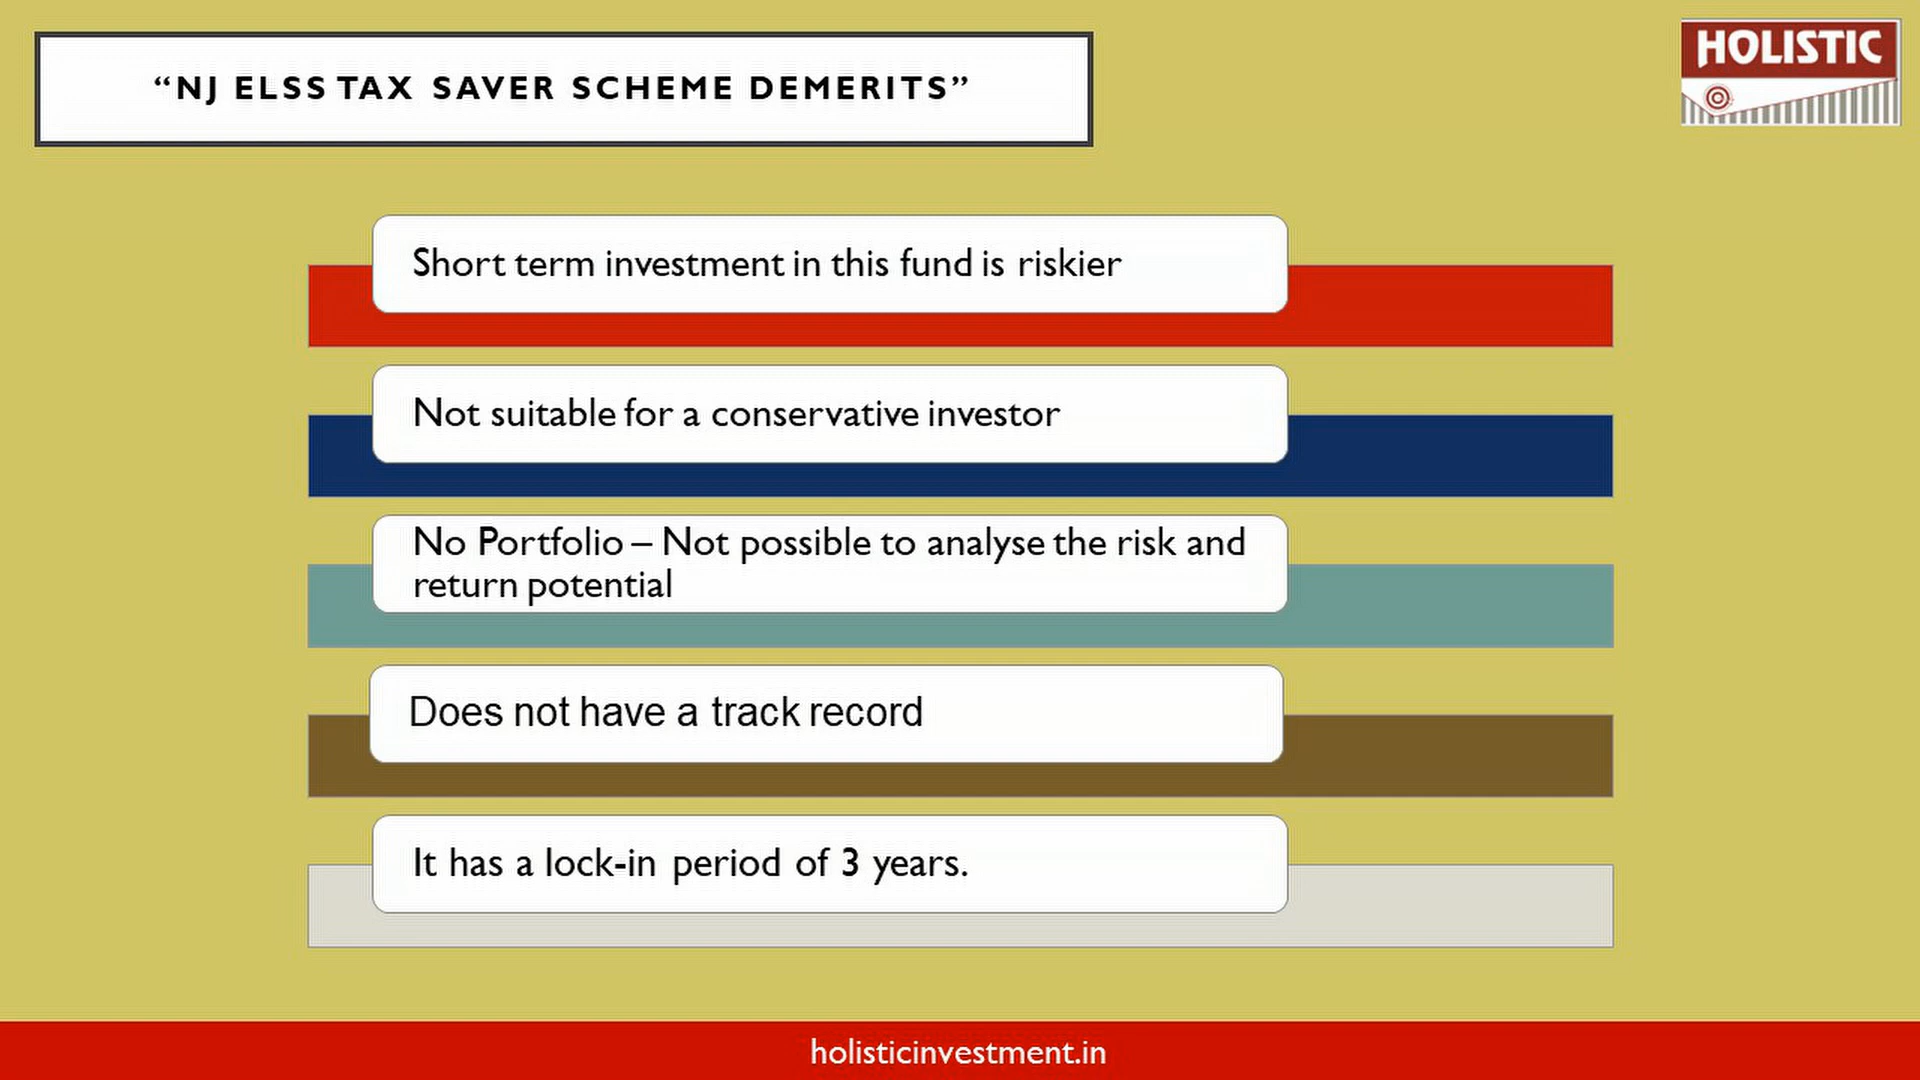 “NJ ELSS TAX SAVER SCHEME DEMERITS”
HOLISTIC
Short term investment in this fund is riskier
Not suitable for a conservative investor
No Portfolio – Not possible to analyse the risk and
return potential
Does not have a track record
It has a lock-in period of 3 years.
holisticinvestment.in